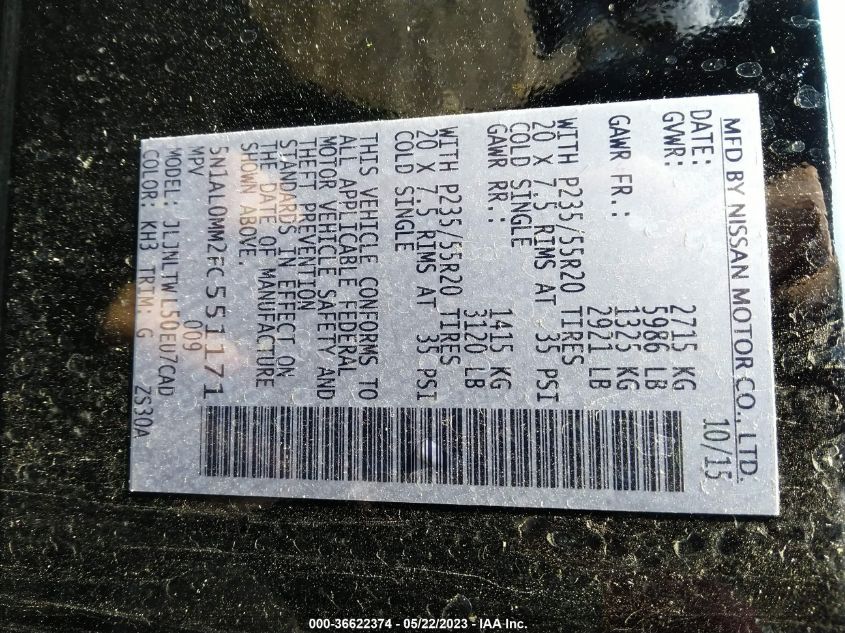 MFD BY NISSAN MOTOR CO., LTD.
DATE: 10/15
GVWR: 2715 KG
5986 LB
GAWR FR.: 1325 KG
2921 LB
WITH P235/55R20 TIRES
20 X 7.5 RIMS AT 35 PSI
COLD SINGLE
GAWR RR.: 1415 KG
3120 LB
WITH P235/55R20 TIRES
20 X 7.5 RIMS AT 35 PSI
COLD SINGLE
THIS VEHICLE CONFORMS TO
ALL APPLICABLE FEDERAL
MOTOR VEHICLE SAFETY AND
THEFT PREVENTION
STANDARDS IN EFFECT ON
THE DATE OF MANUFACTURE
SHOWN ABOVE.
5N1AL0MM2FC551171
MPV 009
MODEL: JLJNLTWL50EU7CAD
COLOR: KH3 TRIM: G ZS30A
000-36622374 - 05/22/2023 - IAA Inc.